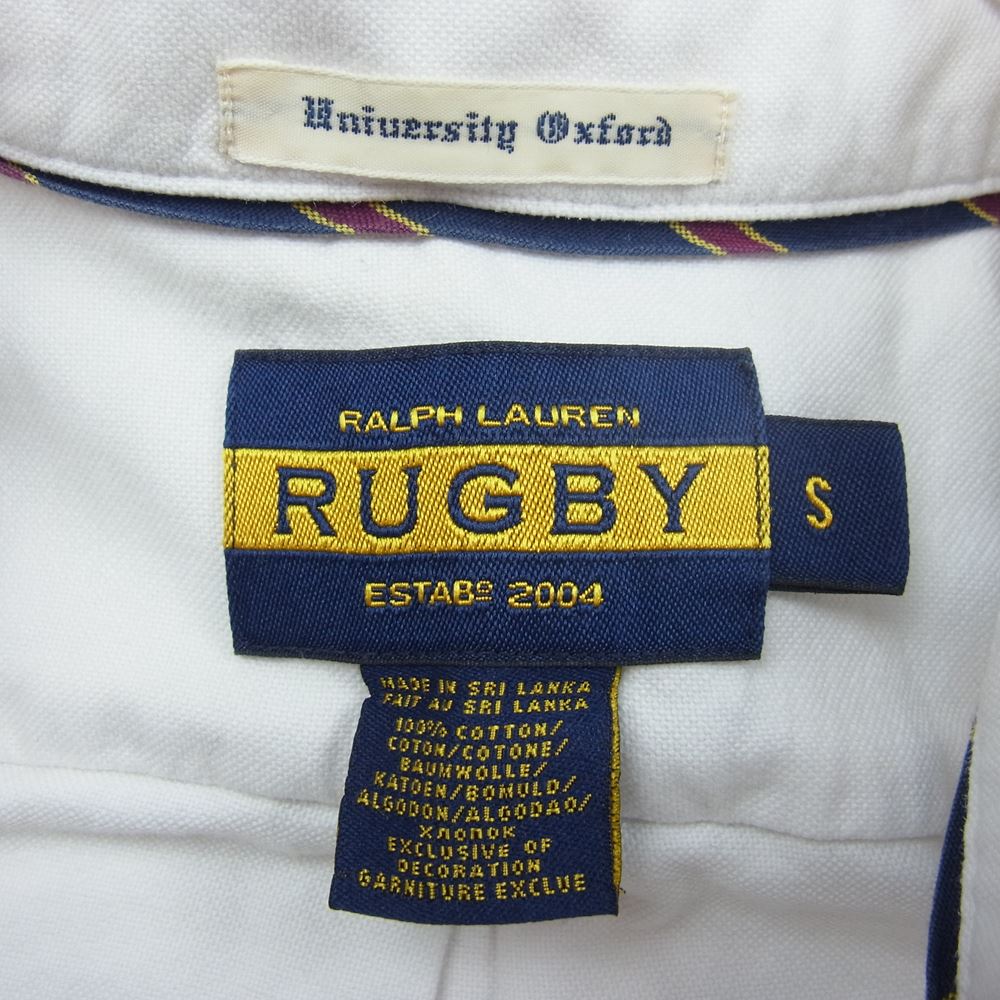 University Oxford
RALPH LAUREN
RUGBY
S
ESTABº 2004
MADE IN SRI LANKA
FAIT AU SRI LANKA
100% COTTON/
COTON/COTONE/
BAUMWOLLE/
KATOEN/BOMULD/
ALGODON/ALGODAO/
ХЛОПОК
EXCLUSIVE OF
DECORATION
GARNITURE EXCLUE